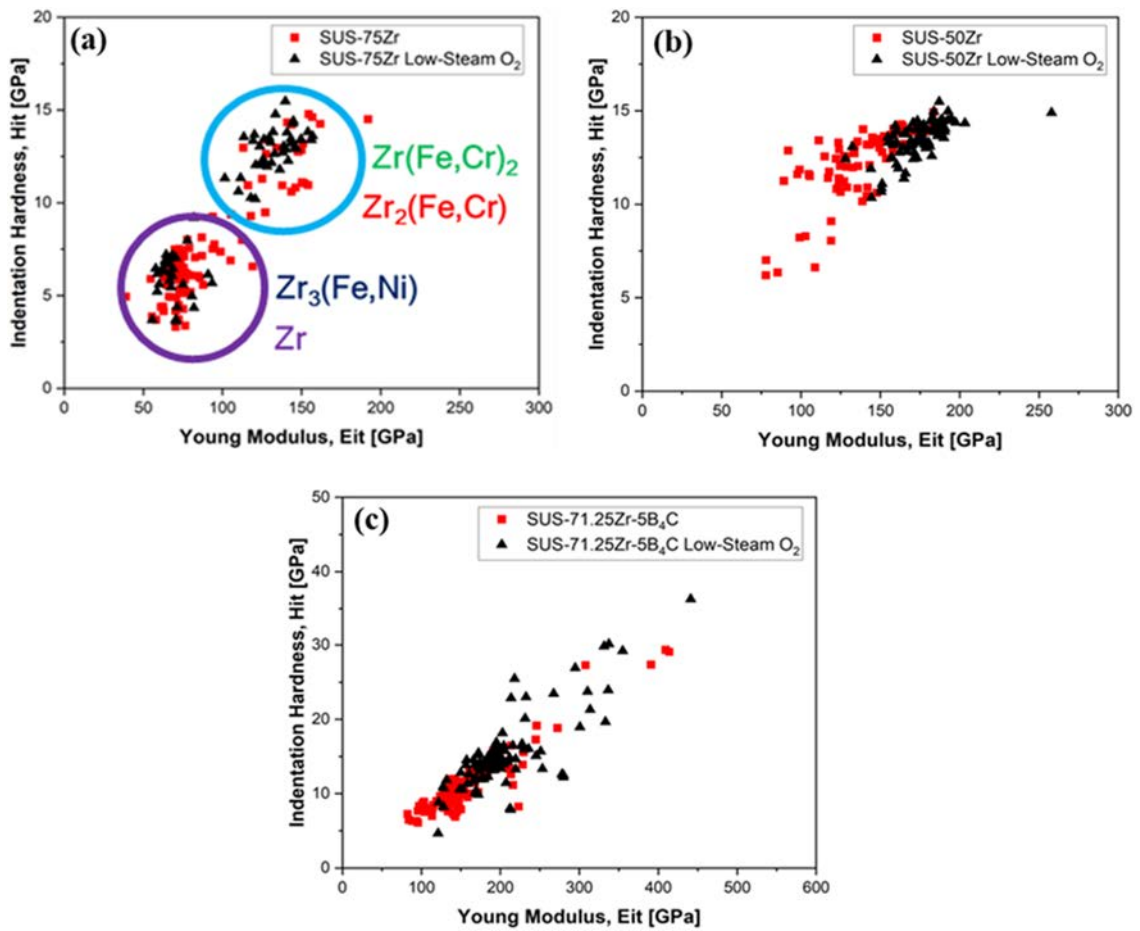 (a)
SUS-75Zr
SUS-75Zr Low-Steam O₂
Zr(Fe,Cr)₂
Zr₂(Fe,Cr)
Zr₃(Fe,Ni)
Zr
Indentation Hardness, Hit [GPa]
20
15
10
5
0
0 50 100 150 200 250 300
Young Modulus, Eit [GPa]
(b)
SUS-50Zr
SUS-50Zr Low-Steam O₂
Indentation Hardness, Hit [GPa]
20
15
10
5
0
0 50 100 150 200 250 300
Young Modulus, Eit [GPa]
(c)
SUS-71.25Zr-5B₄C
SUS-71.25Zr-5B₄C Low-Steam O₂
Indentation Hardness, Hit [GPa]
50
40
30
20
10
0
0 100 200 300 400 500 600
Young Modulus, Eit [GPa]